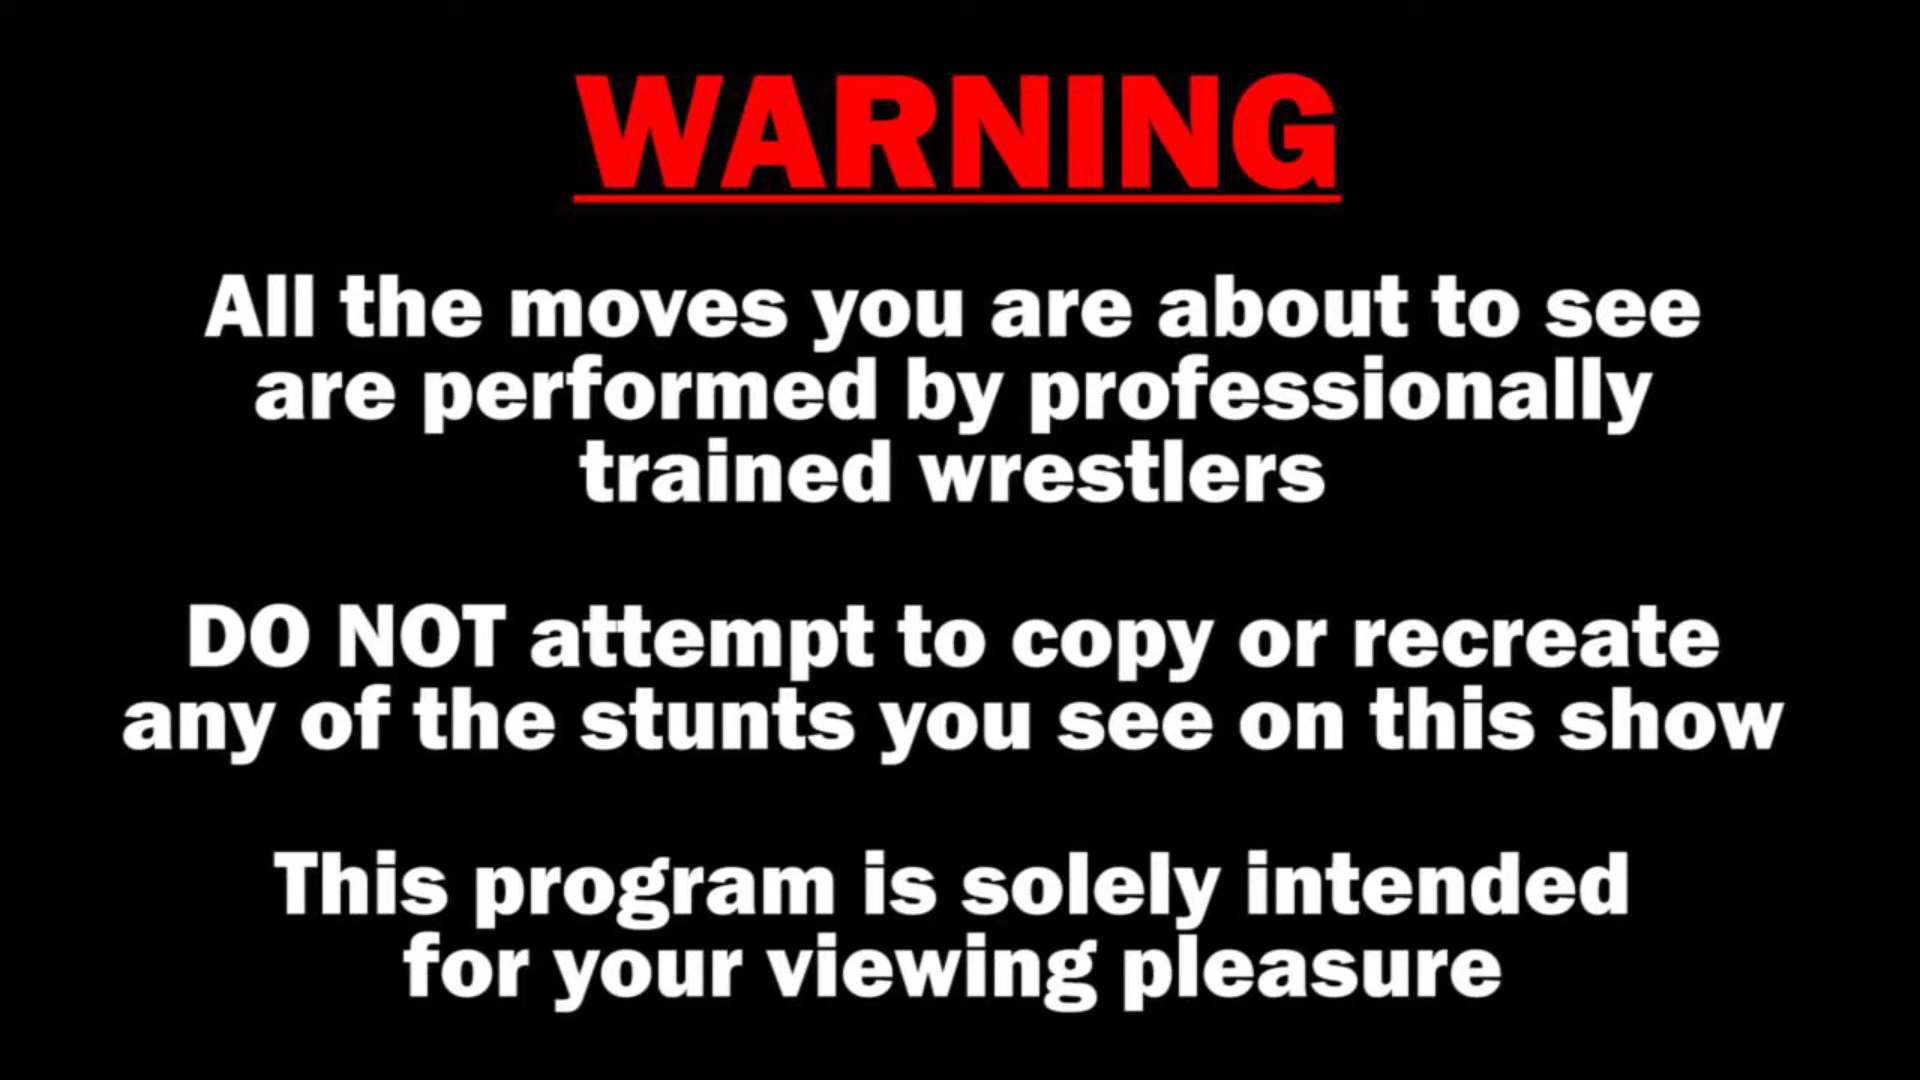 WARNING
All the moves you are about to see
are performed by professionally
trained wrestlers
DO NOT attempt to copy or recreate
any of the stunts you see on this show
This program is solely intended
for your viewing pleasure